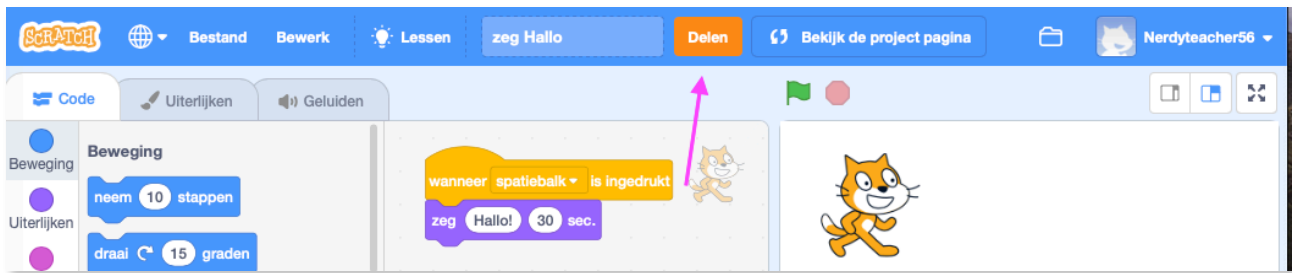 SCRATCH Bestand Bewerk Lessen zeg Hallo Delen Bekijk de project pagina Nerdyteacher56
Code Uiterlijken Geluiden
Beweging
Beweging
neem 10 stappen
Uiterlijken
draai 15 graden
wanneer spatiebalk is ingedrukt
zeg Hallo! 30 sec.